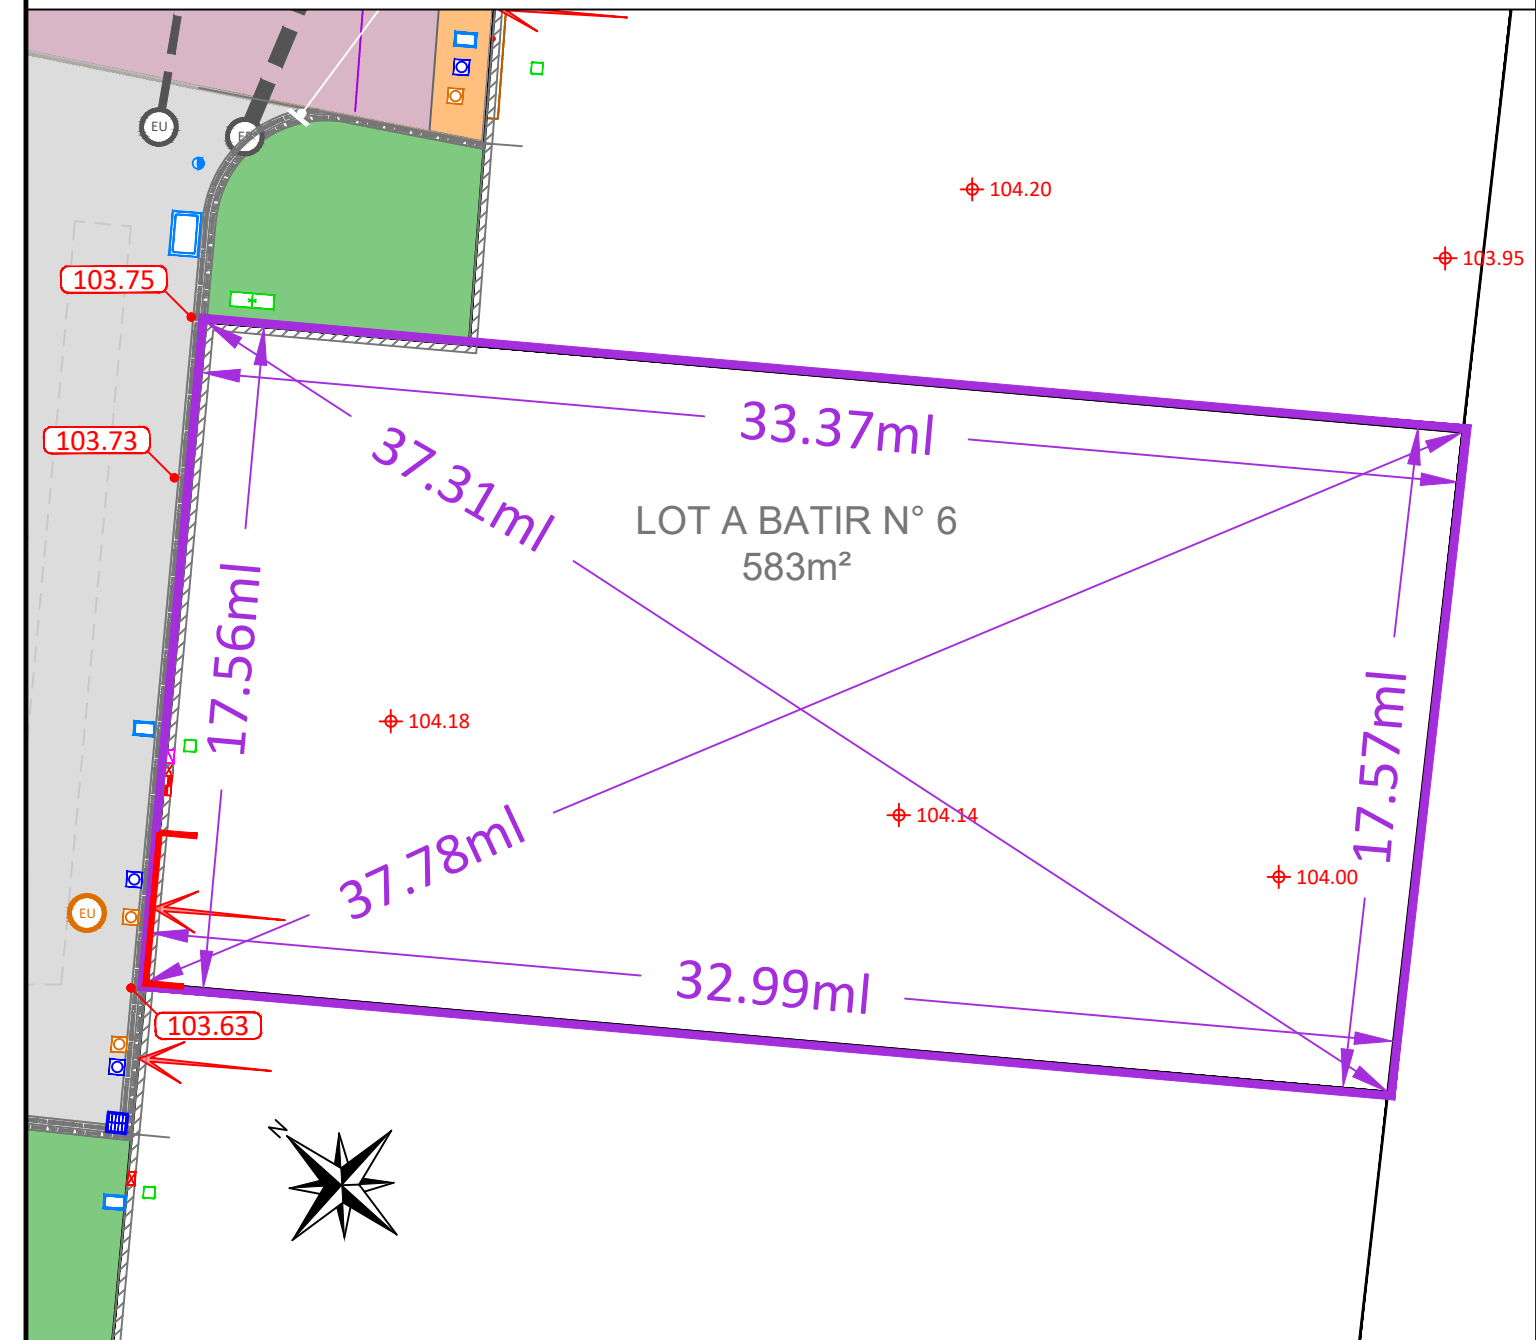 EU
EP
104.20
103.95
103.75
103.73
33.37ml
37.31ml
LOT A BATIR N° 6
583m²
17.56ml
17.57ml
104.18
104.14
37.78ml
104.00
EU
32.99ml
103.63
N